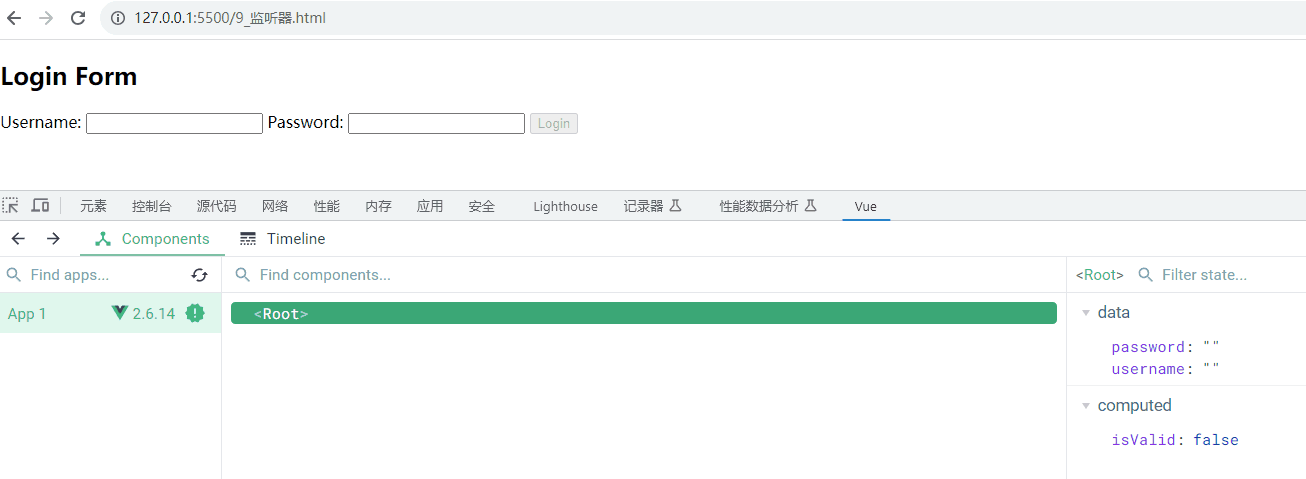 127.0.0.1:5500/9_监听器.html
Login Form
Username: Password: Login
元素 控制台 源代码 网络 性能 内存 应用 安全 Lighthouse 记录器 性能数据分析 Vue
Components Timeline
Find apps... Find components... <Root> Filter state...
App 1 2.6.14 <Root> data
password: ""
username: ""
computed
isValid: false